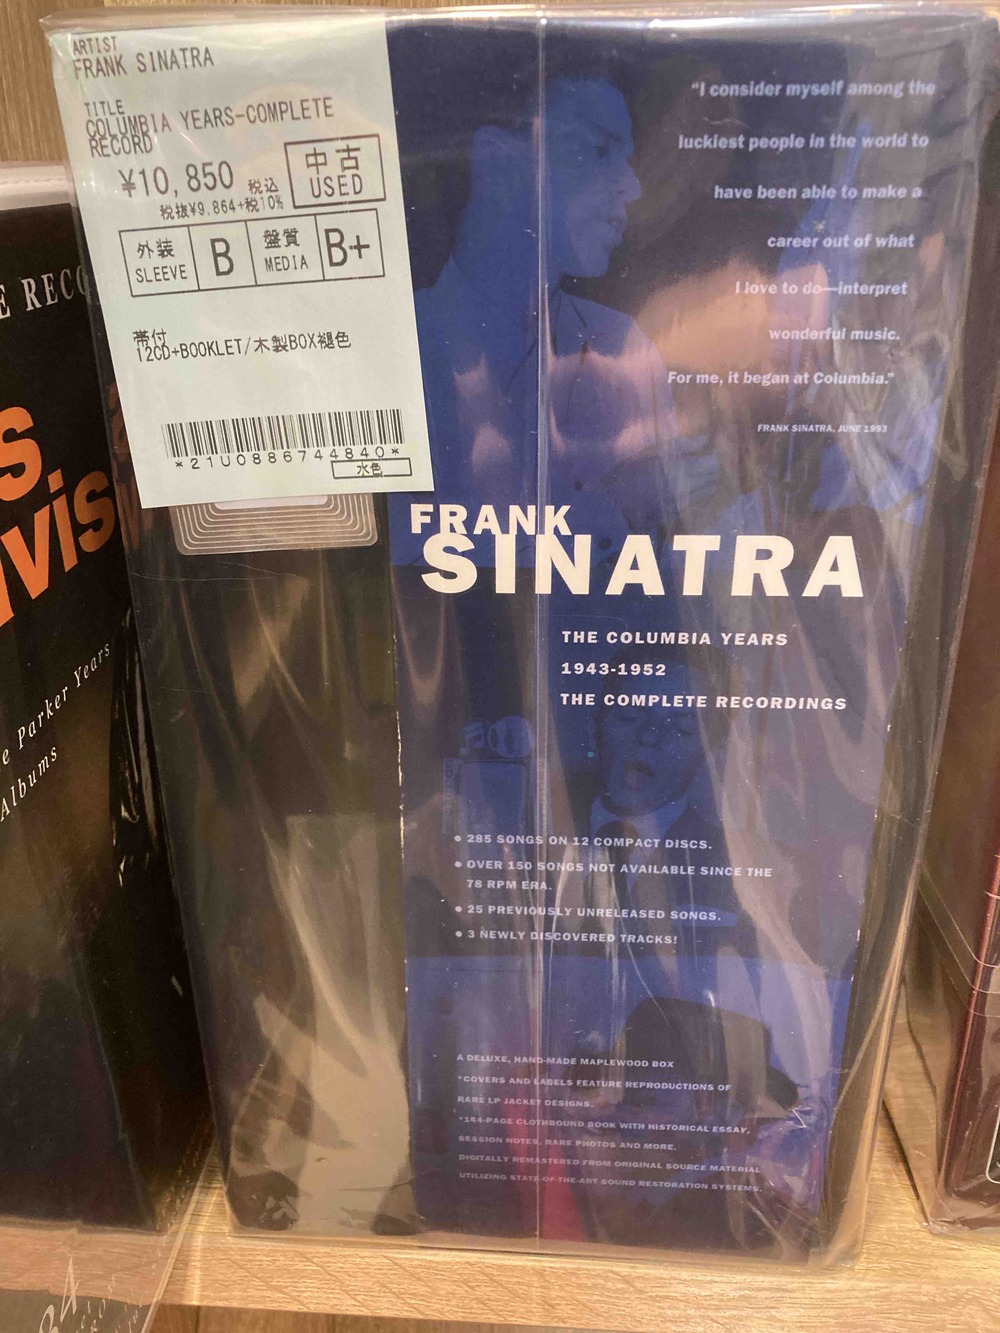 ARTIST
FRANK SINATRA
TITLE
COLUMBIA YEARS-COMPLETE
RECORD
¥10,850 税込
中古
USED
税抜¥9.864+税10%
外装
SLEEVE
B
盤質
MEDIA
B+
帯付
12CD+BOOKLET/木製BOX褪色
*21U0886744840*
水色
"I consider myself among the
luckiest people in the world to
have been able to make a
career out of what
I love to do—interpret
wonderful music.
For me, it began at Columbia."
FRANK SINATRA, JUNE 1993
FRANK
SINATRA
THE COLUMBIA YEARS
1943-1952
THE COMPLETE RECORDINGS
• 285 SONGS ON 12 COMPACT DISCS.
• OVER 150 SONGS NOT AVAILABLE SINCE THE
78 RPM ERA.
• 25 PREVIOUSLY UNRELEASED SONGS.
• 3 NEWLY DISCOVERED TRACKS!
A DELUXE, HAND-MADE MAPLEWOOD BOX
*COVERS AND LABELS FEATURE REPRODUCTIONS OF
RARE LP JACKET DESIGNS.
*144-PAGE CLOTHBOUND BOOK WITH HISTORICAL ESSAY,
SESSION NOTES, RARE PHOTOS AND MORE.
DIGITALLY REMASTERED FROM ORIGINAL SOURCE MATERIAL
UTILIZING STATE-OF-THE-ART SOUND RESTORATION SYSTEMS.
E RECO
s
vis
e Parker Years
Albums